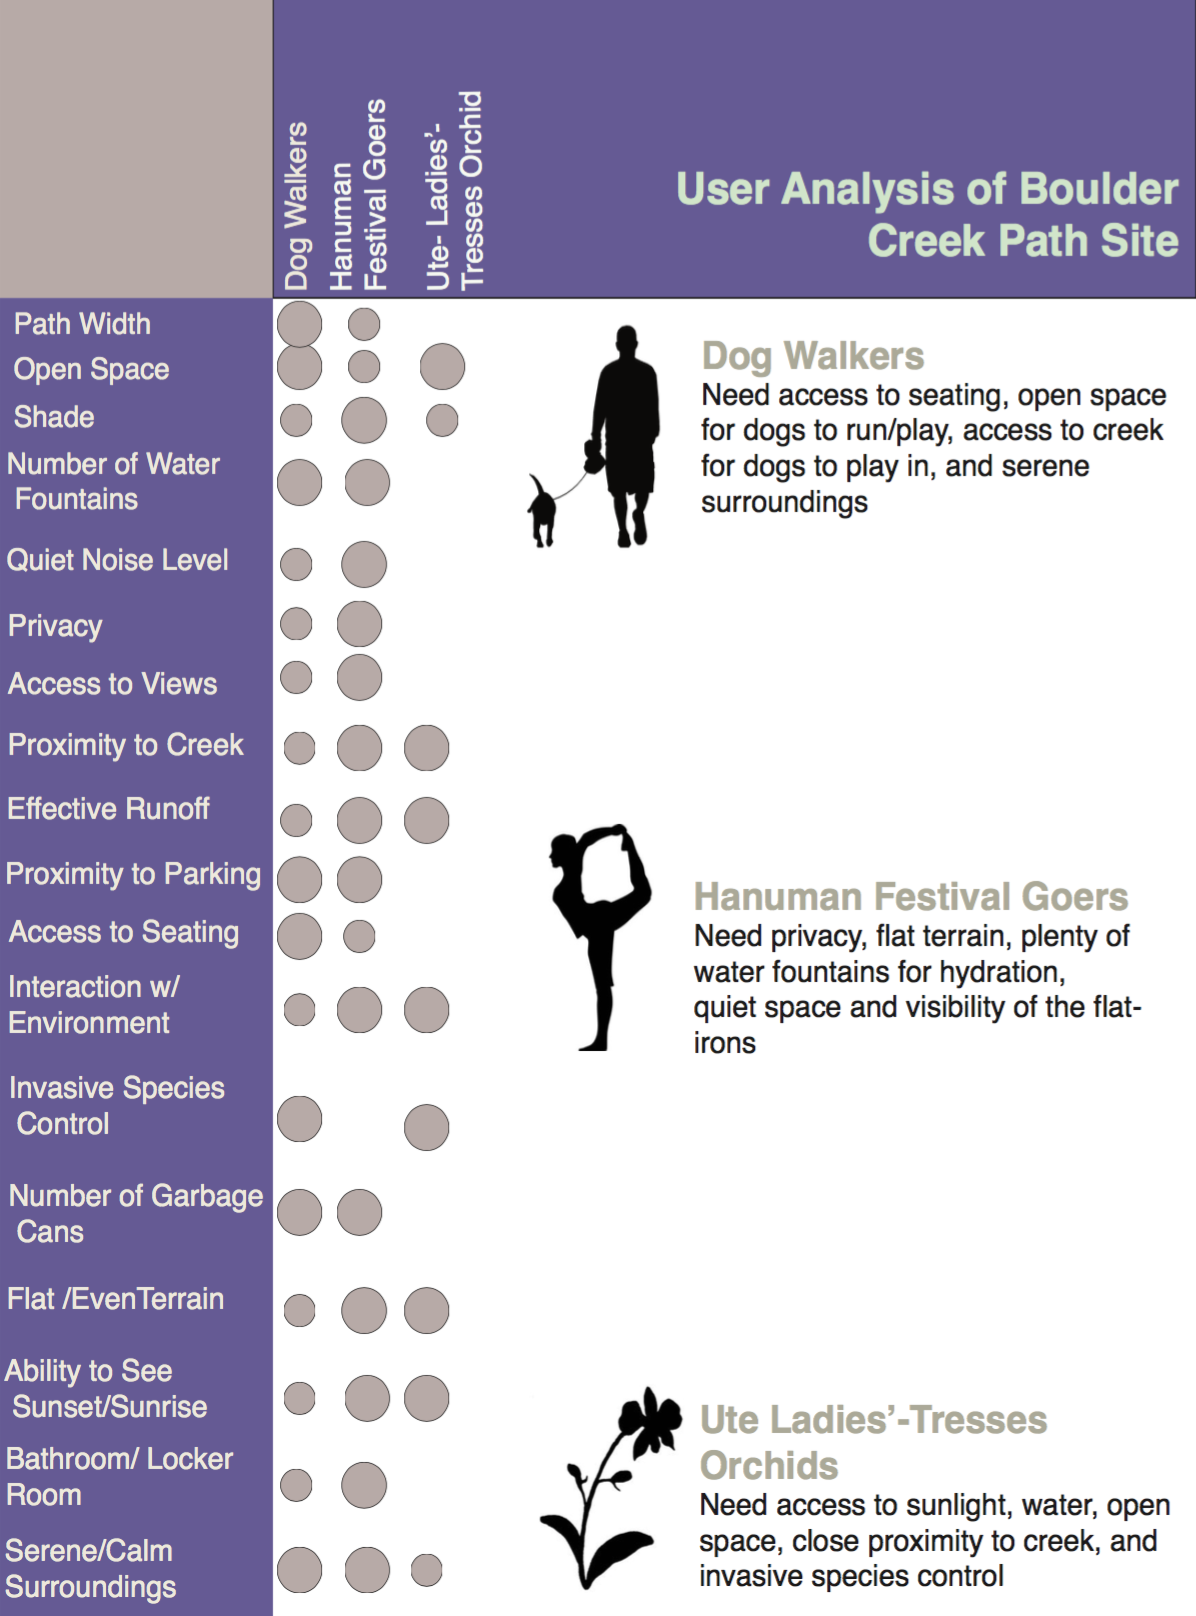 Dog Walkers
Hanuman
Festival Goers
Ute- Ladies’-
Tresses Orchid
User Analysis of Boulder
Creek Path Site
Path Width
Open Space
Shade
Number of Water
Fountains
Quiet Noise Level
Privacy
Access to Views
Proximity to Creek
Effective Runoff
Proximity to Parking
Access to Seating
Interaction w/
Environment
Invasive Species
Control
Number of Garbage
Cans
Flat /EvenTerrain
Ability to See
Sunset/Sunrise
Bathroom/ Locker
Room
Serene/Calm
Surroundings
Dog Walkers
Need access to seating, open space
for dogs to run/play, access to creek
for dogs to play in, and serene
surroundings
Hanuman Festival Goers
Need privacy, flat terrain, plenty of
water fountains for hydration,
quiet space and visibility of the flat-
irons
Ute Ladies’-Tresses
Orchids
Need access to sunlight, water, open
space, close proximity to creek, and
invasive species control